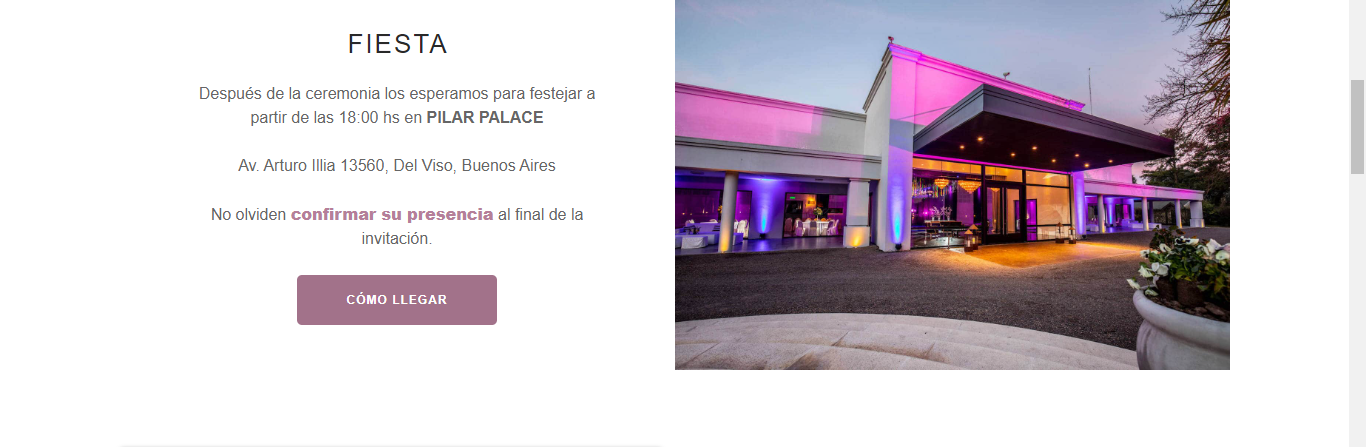 FIESTA
Después de la ceremonia los esperamos para festejar a
partir de las 18:00 hs en PILAR PALACE
Av. Arturo Illia 13560, Del Viso, Buenos Aires
No olviden confirmar su presencia al final de la
invitación.
CÓMO LLEGAR